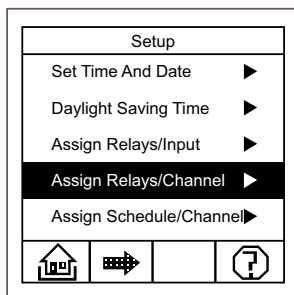 Setup
Set Time And Date
Daylight Saving Time
Assign Relays/Input
Assign Relays/Channel
Assign Schedule/Channel
?